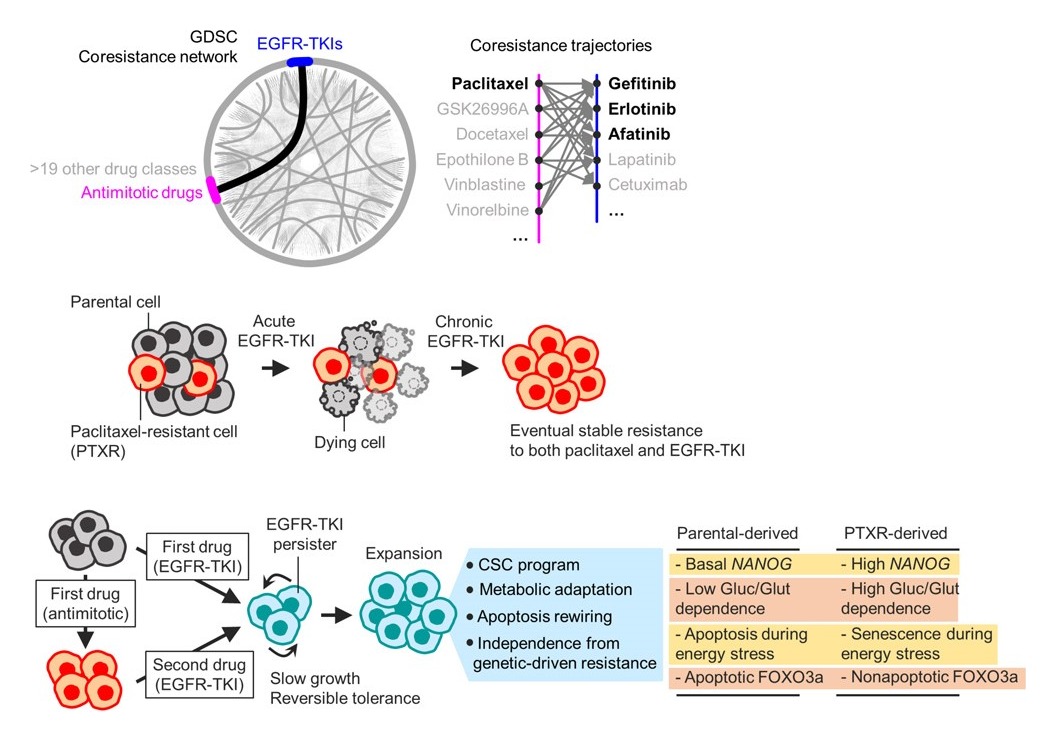 GDSC
Coresistance network
EGFR-TKIs
>19 other drug classes
Antimitotic drugs
Coresistance trajectories
Paclitaxel
GSK26996A
Docetaxel
Epothilone B
Vinblastine
Vinorelbine
...
Gefitinib
Erlotinib
Afatinib
Lapatinib
Cetuximab
...
Parental cell
Paclitaxel-resistant cell
(PTXR)
Acute
EGFR-TKI
Dying cell
Chronic
EGFR-TKI
Eventual stable resistance
to both paclitaxel and EGFR-TKI
First drug
(antimitotic)
First drug
(EGFR-TKI)
Second drug
(EGFR-TKI)
EGFR-TKI
persister
Slow growth
Reversible tolerance
Expansion
• CSC program
• Metabolic adaptation
• Apoptosis rewiring
• Independence from
genetic-driven resistance
Parental-derived
- Basal NANOG
- Low Gluc/Glut
dependence
- Apoptosis during
energy stress
- Apoptotic FOXO3a
PTXR-derived
- High NANOG
- High Gluc/Glut
dependence
- Senescence during
energy stress
- Nonapoptotic FOXO3a